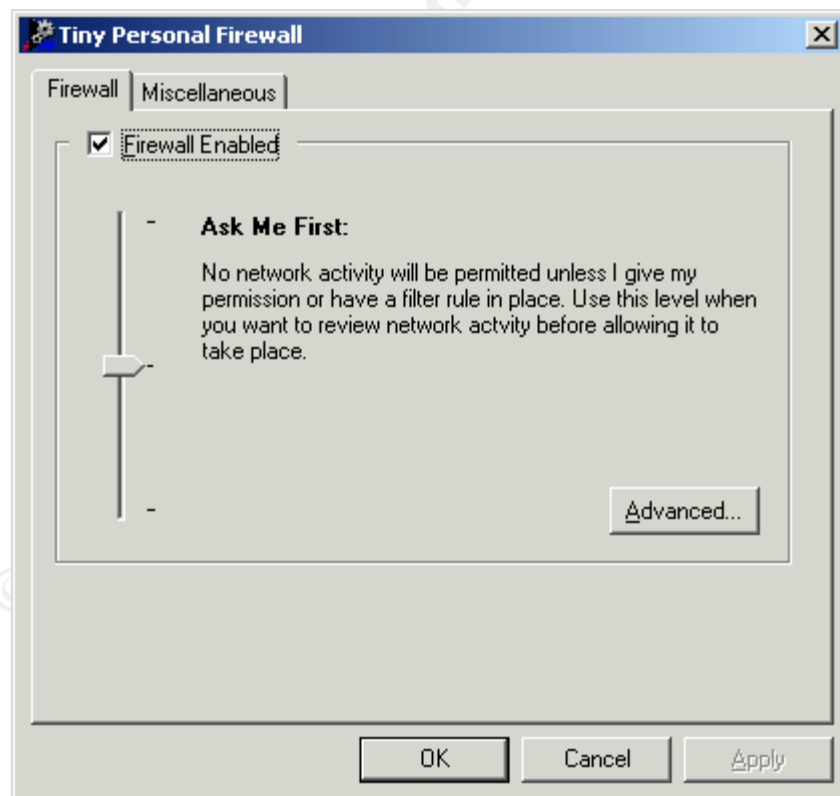 Tiny Personal Firewall
Firewall
Miscellaneous
Firewall Enabled
Ask Me First:
No network activity will be permitted unless I give my
permission or have a filter rule in place. Use this level when
you want to review network actvity before allowing it to
take place.
Advanced...
OK
Cancel
Apply